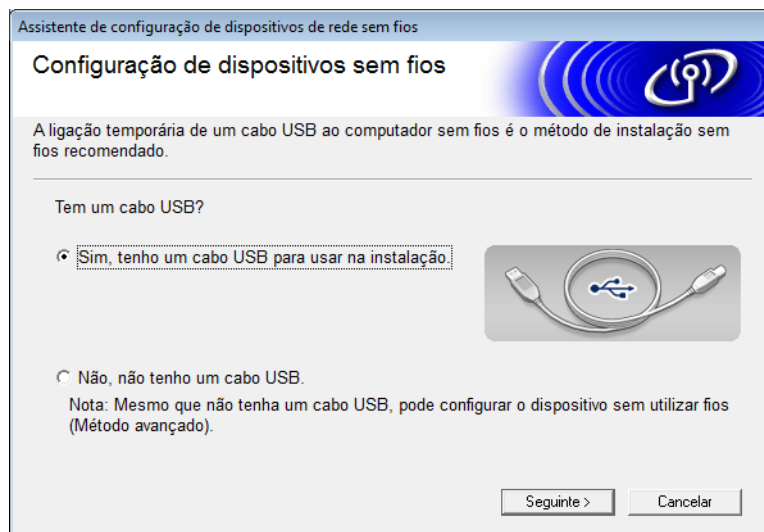 Assistente de configuração de dispositivos de rede sem fios
Configuração de dispositivos sem fios
A ligação temporária de um cabo USB ao computador sem fios é o método de instalação sem
fios recomendado.
Tem um cabo USB?
Sim, tenho um cabo USB para usar na instalação.
Não, não tenho um cabo USB.
Nota: Mesmo que não tenha um cabo USB, pode configurar o dispositivo sem utilizar fios
(Método avançado).
Seguinte >
Cancelar